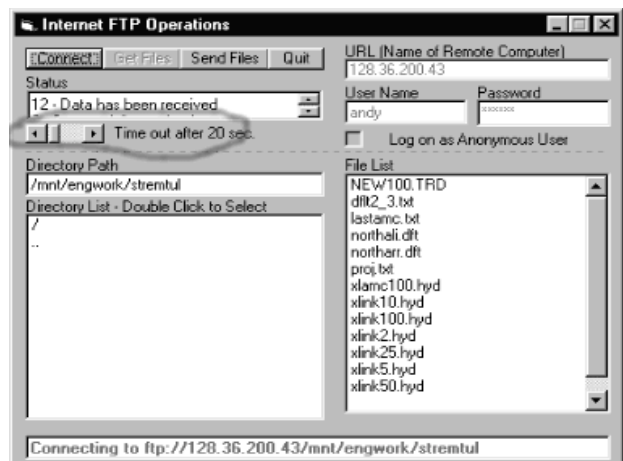 Internet FTP Operations
Connect Get Files Send Files Quit
URL (Name of Remote Computer)
128.36.200.43
Status
12 - Data has been received
User Name Password
andy xxxxxx
Time out after 20 sec.
Log on as Anonymous User
Directory Path
/mnt/engwork/stremtul
Directory List - Double Click to Select
/
..
File List
NEW100.TRD
dflt2_3.txt
lastamc.txt
northali.dft
northarr.dft
proj.txt
xlamc100.hyd
xlink10.hyd
xlink100.hyd
xlink2.hyd
xlink25.hyd
xlink5.hyd
xlink50.hyd
Connecting to ftp://128.36.200.43/mnt/engwork/stremtul